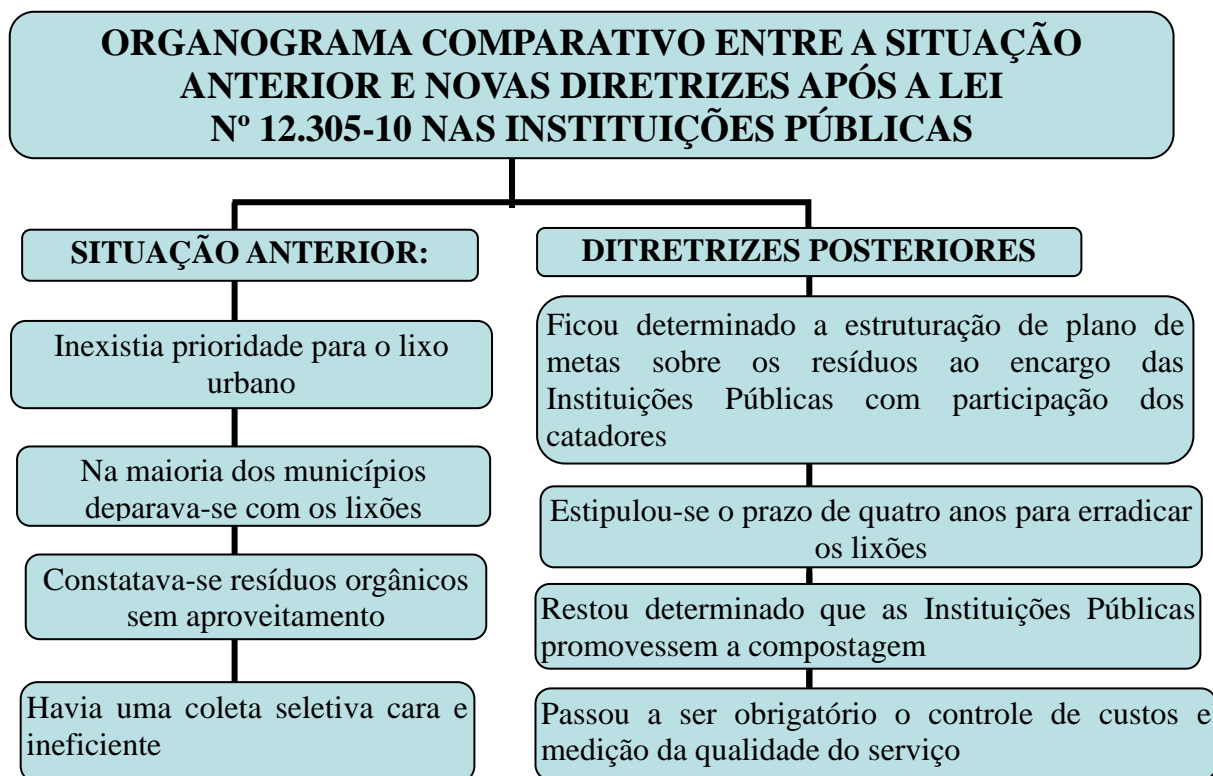 ORGANOGRAMA COMPARATIVO ENTRE A SITUAÇÃO
ANTERIOR E NOVAS DIRETRIZES APÓS A LEI
Nº 12.305-10 NAS INSTITUIÇÕES PÚBLICAS
SITUAÇÃO ANTERIOR:
Inexistia prioridade para o lixo
urbano
Na maioria dos municípios
deparava-se com os lixões
Constatava-se resíduos orgânicos
sem aproveitamento
Havia uma coleta seletiva cara e
ineficiente
DITRETRIZES POSTERIORES
Ficou determinado a estruturação de plano de
metas sobre os resíduos ao encargo das
Instituições Públicas com participação dos
catadores
Estipulou-se o prazo de quatro anos para erradicar
os lixões
Restou determinado que as Instituições Públicas
promovessem a compostagem
Passou a ser obrigatório o controle de custos e
medição da qualidade do serviço